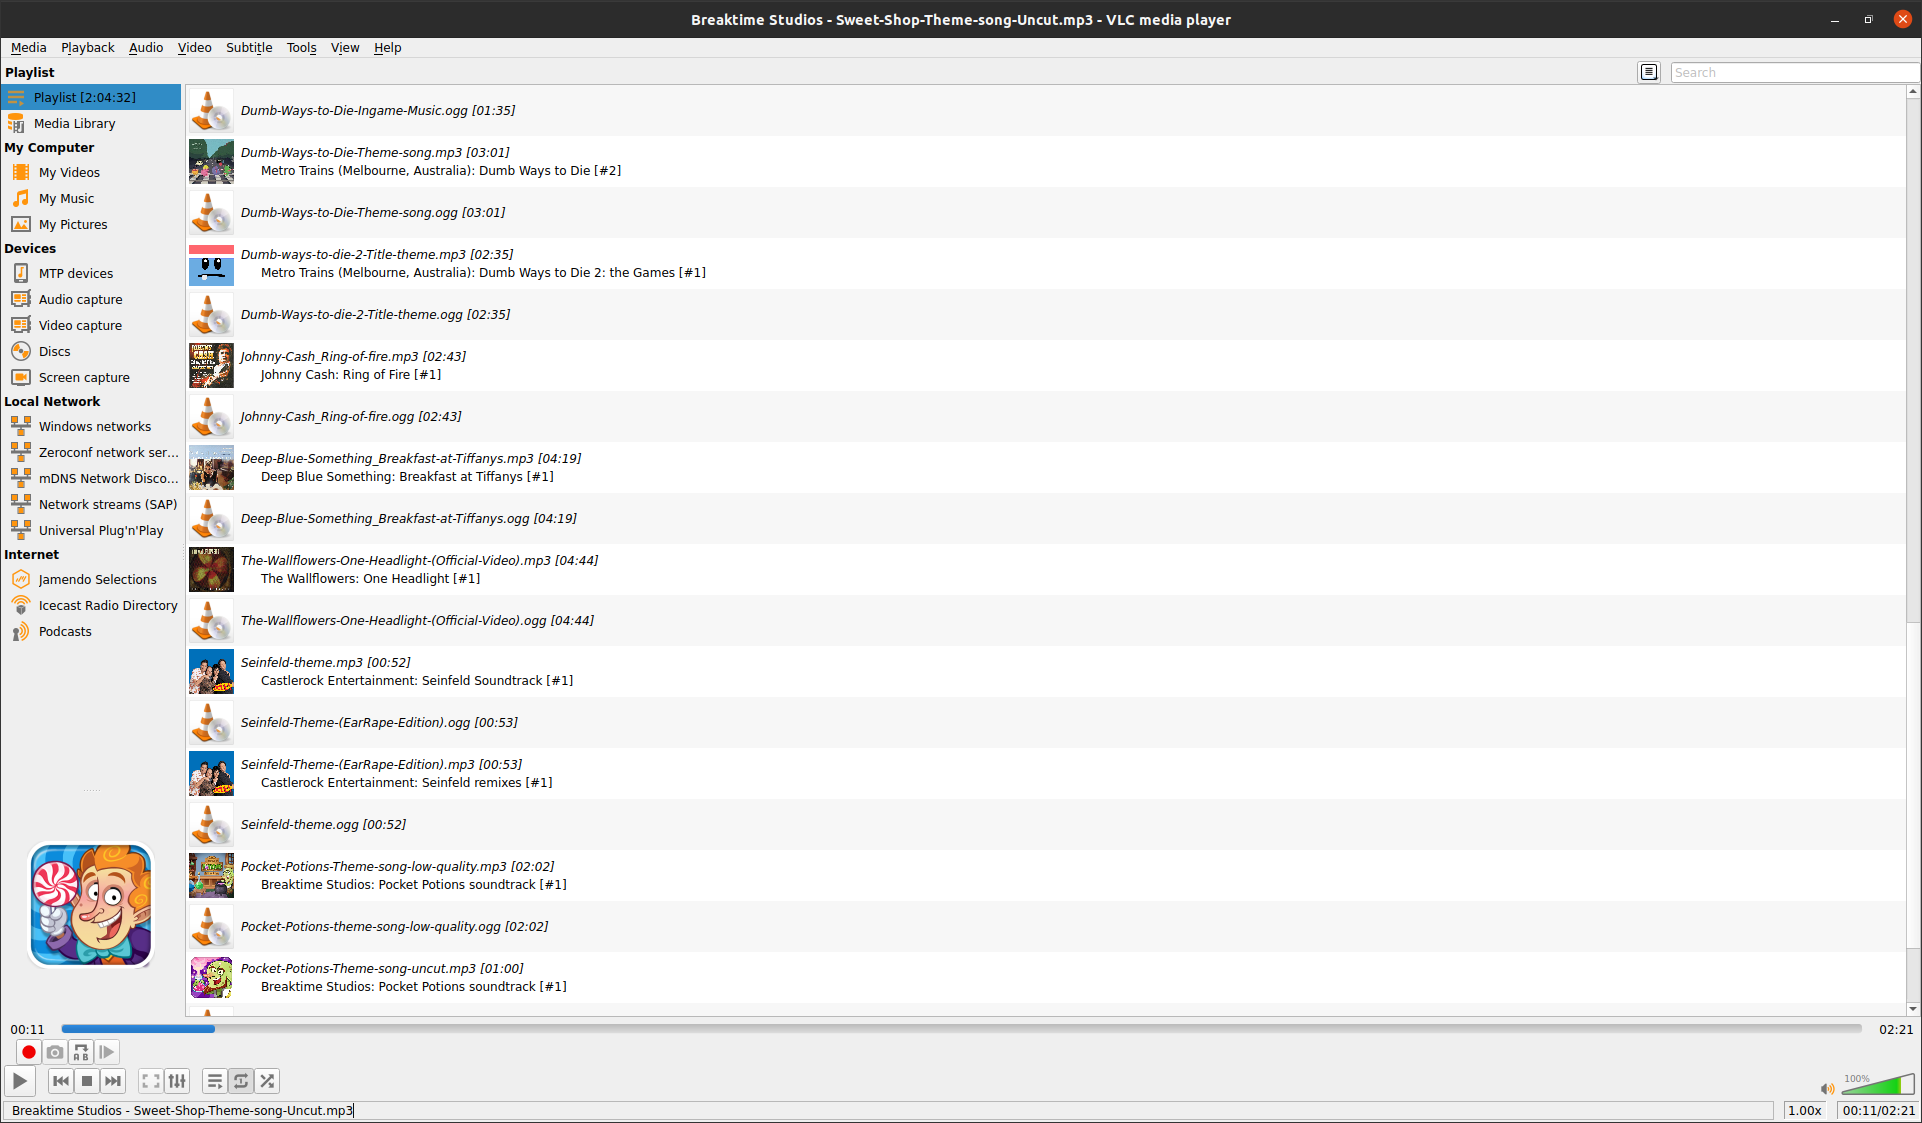 Breaktime Studios - Sweet-Shop-Theme-song-Uncut.mp3 - VLC media player
Media Playback Audio Video Subtitle Tools View Help
Playlist
Search
Playlist [2:04:32]
Media Library
My Computer
My Videos
My Music
My Pictures
Devices
MTP devices
Audio capture
Video capture
Discs
Screen capture
Local Network
Windows networks
Zeroconf network ser...
mDNS Network Disco...
Network streams (SAP)
Universal Plug'n'Play
Internet
Jamendo Selections
Icecast Radio Directory
Podcasts
Dumb-Ways-to-Die-Ingame-Music.ogg [01:35]
Dumb-Ways-to-Die-Theme-song.mp3 [03:01]
Metro Trains (Melbourne, Australia): Dumb Ways to Die [#2]
Dumb-Ways-to-Die-Theme-song.ogg [03:01]
Dumb-ways-to-die-2-Title-theme.mp3 [02:35]
Metro Trains (Melbourne, Australia): Dumb Ways to Die 2: the Games [#1]
Dumb-Ways-to-die-2-Title-theme.ogg [02:35]
Johnny-Cash_Ring-of-fire.mp3 [02:43]
Johnny Cash: Ring of Fire [#1]
Johnny-Cash_Ring-of-fire.ogg [02:43]
Deep-Blue-Something_Breakfast-at-Tiffanys.mp3 [04:19]
Deep Blue Something: Breakfast at Tiffanys [#1]
Deep-Blue-Something_Breakfast-at-Tiffanys.ogg [04:19]
The-Wallflowers-One-Headlight-(Official-Video).mp3 [04:44]
The Wallflowers: One Headlight [#1]
The-Wallflowers-One-Headlight-(Official-Video).ogg [04:44]
Seinfeld-theme.mp3 [00:52]
Castlerock Entertainment: Seinfeld Soundtrack [#1]
Seinfeld-Theme-(EarRape-Edition).ogg [00:53]
Seinfeld-Theme-(EarRape-Edition).mp3 [00:53]
Castlerock Entertainment: Seinfeld remixes [#1]
Seinfeld-theme.ogg [00:52]
Pocket-Potions-Theme-song-low-quality.mp3 [02:02]
Breaktime Studios: Pocket Potions soundtrack [#1]
Pocket-Potions-theme-song-low-quality.ogg [02:02]
Pocket-Potions-Theme-song-uncut.mp3 [01:00]
Breaktime Studios: Pocket Potions soundtrack [#1]
00:11 02:21
A B
100%
Breaktime Studios - Sweet-Shop-Theme-song-Uncut.mp3 1.00x 00:11/02:21